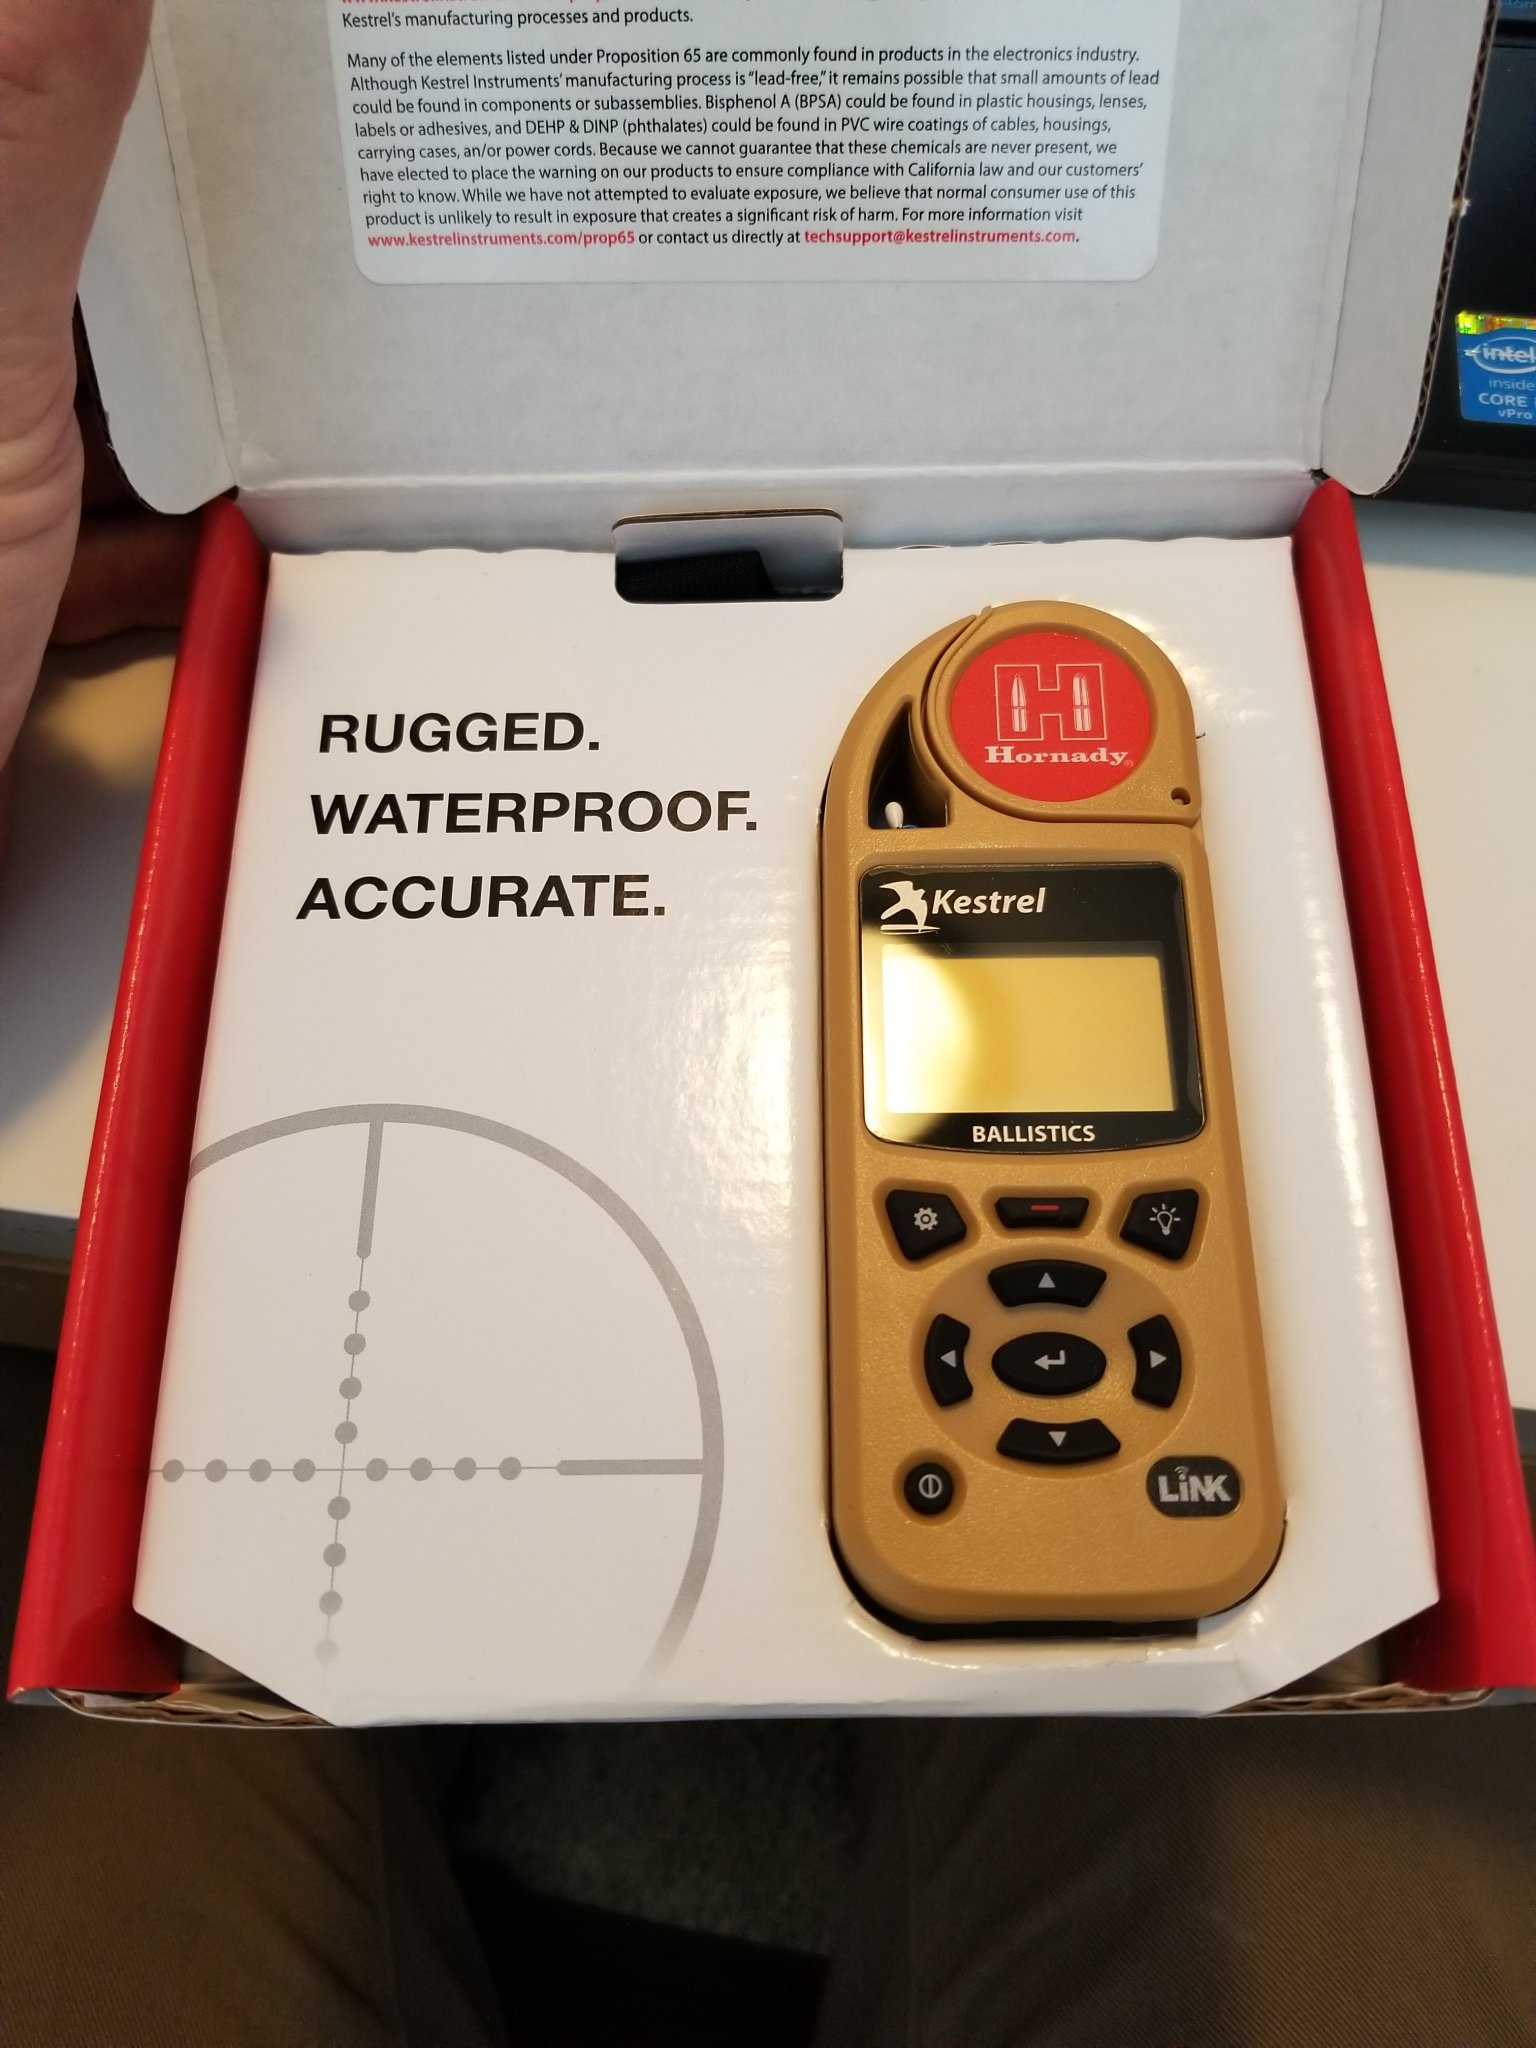 Kestrel's manufacturing processes and products.
Many of the elements listed under Proposition 65 are commonly found in products in the electronics industry.
Although Kestrel Instruments' manufacturing process is "lead-free," it remains possible that small amounts of lead
could be found in components or subassemblies. Bisphenol A (BPSA) could be found in plastic housings, lenses,
labels or adhesives, and DEHP & DINP (phthalates) could be found in PVC wire coatings of cables, housings,
carrying cases, an/or power cords. Because we cannot guarantee that these chemicals are never present, we
have elected to place the warning on our products to ensure compliance with California law and our customers'
right to know. While we have not attempted to evaluate exposure, we believe that normal consumer use of this
product is unlikely to result in exposure that creates a significant risk of harm. For more information visit
www.kestrelinstruments.com/prop65 or contact us directly at techsupport@kestrelinstruments.com.
intel
inside
CORE
vPro
RUGGED.
WATERPROOF.
ACCURATE.
H
Hornady®
Kestrel
BALLISTICS
LiNK